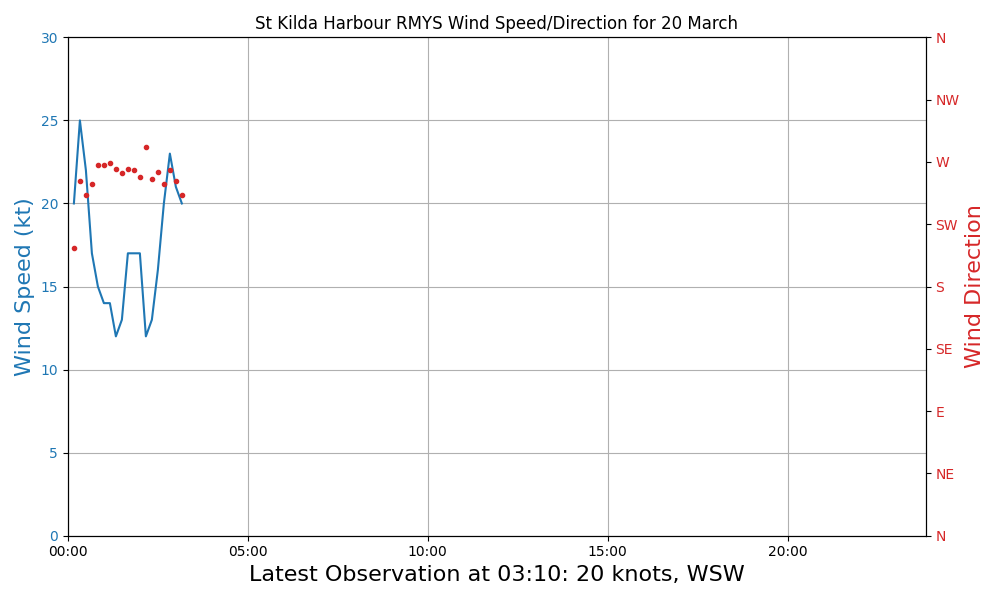 St Kilda Harbour RMYS Wind Speed/Direction for 20 March
30
25
20
15
10
5
0
Wind Speed (kt)
N
NW
W
SW
S
SE
E
NE
N
Wind Direction
00:00 05:00 10:00 15:00 20:00
Latest Observation at 03:10: 20 knots, WSW